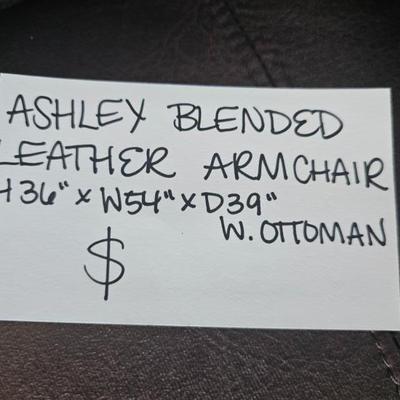 ASHLEY BLENDED
LEATHER ARMCHAIR
H36" x W54" x D39"
W. OTTOMAN
$